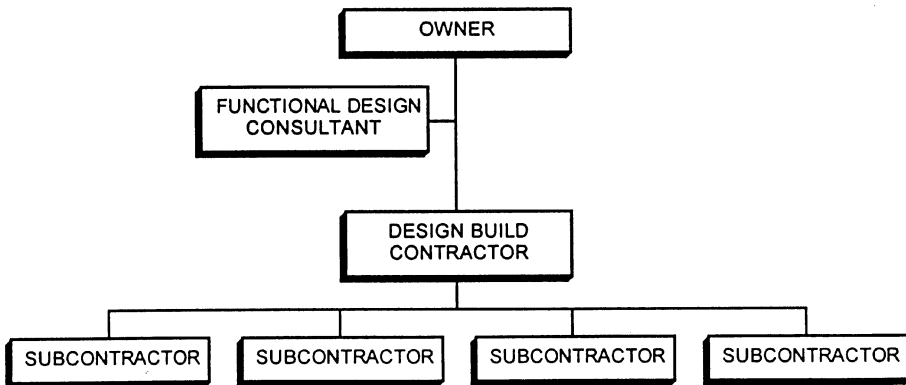 OWNER
FUNCTIONAL DESIGN
CONSULTANT
DESIGN BUILD
CONTRACTOR
SUBCONTRACTOR
SUBCONTRACTOR
SUBCONTRACTOR
SUBCONTRACTOR